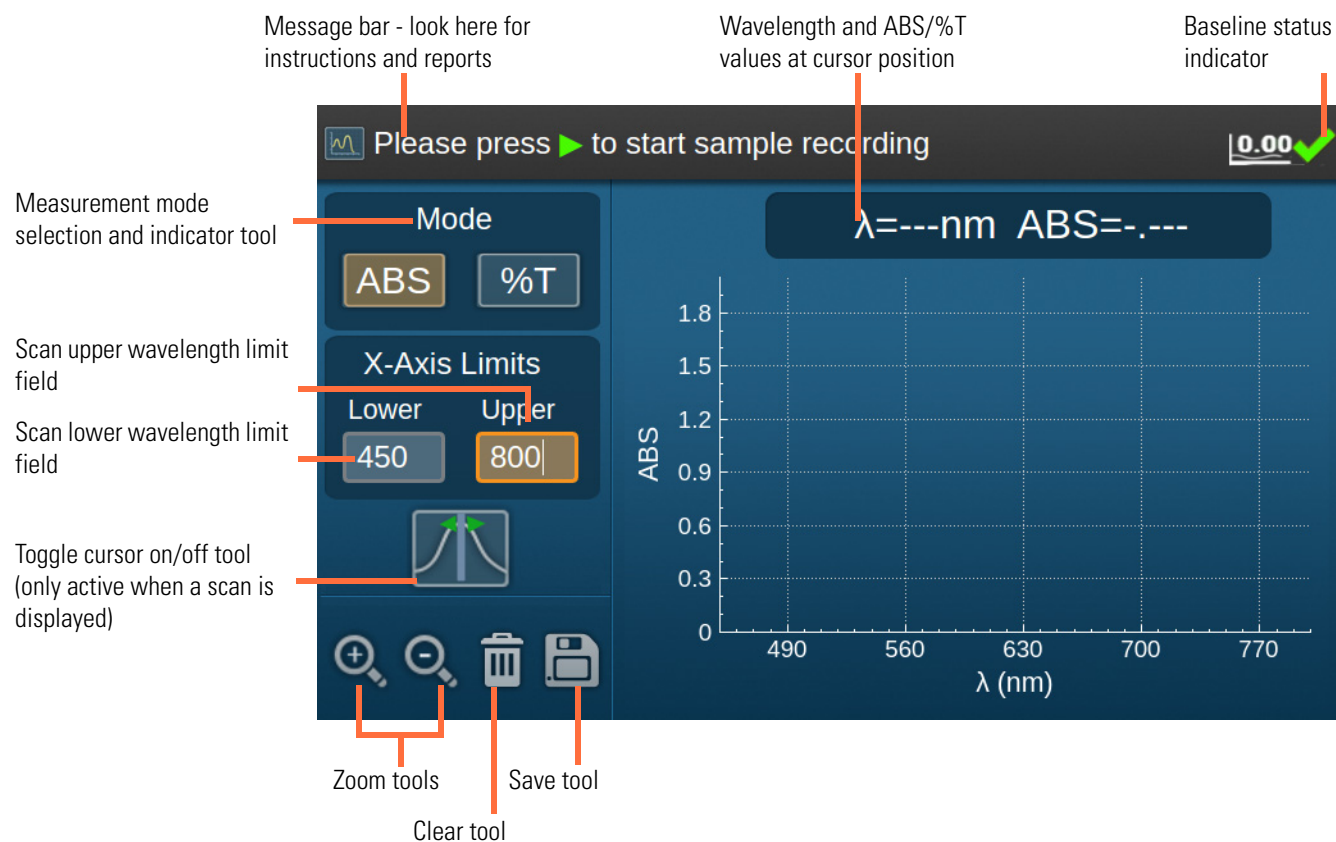 Message bar - look here for
instructions and reports
Wavelength and ABS/%T
values at cursor position
Baseline status
indicator
Please press ▶ to start sample recording
0.00
Measurement mode
selection and indicator tool
Mode
ABS %T
λ=---nm ABS=-.---
Scan upper wavelength limit
field
X-Axis Limits
Lower Upper
Scan lower wavelength limit
field
450 800
Toggle cursor on/off tool
(only active when a scan is
displayed)
ABS
1.8
1.5
1.2
0.9
0.6
0.3
0
490 560 630 700 770
λ (nm)
Zoom tools
Save tool
Clear tool